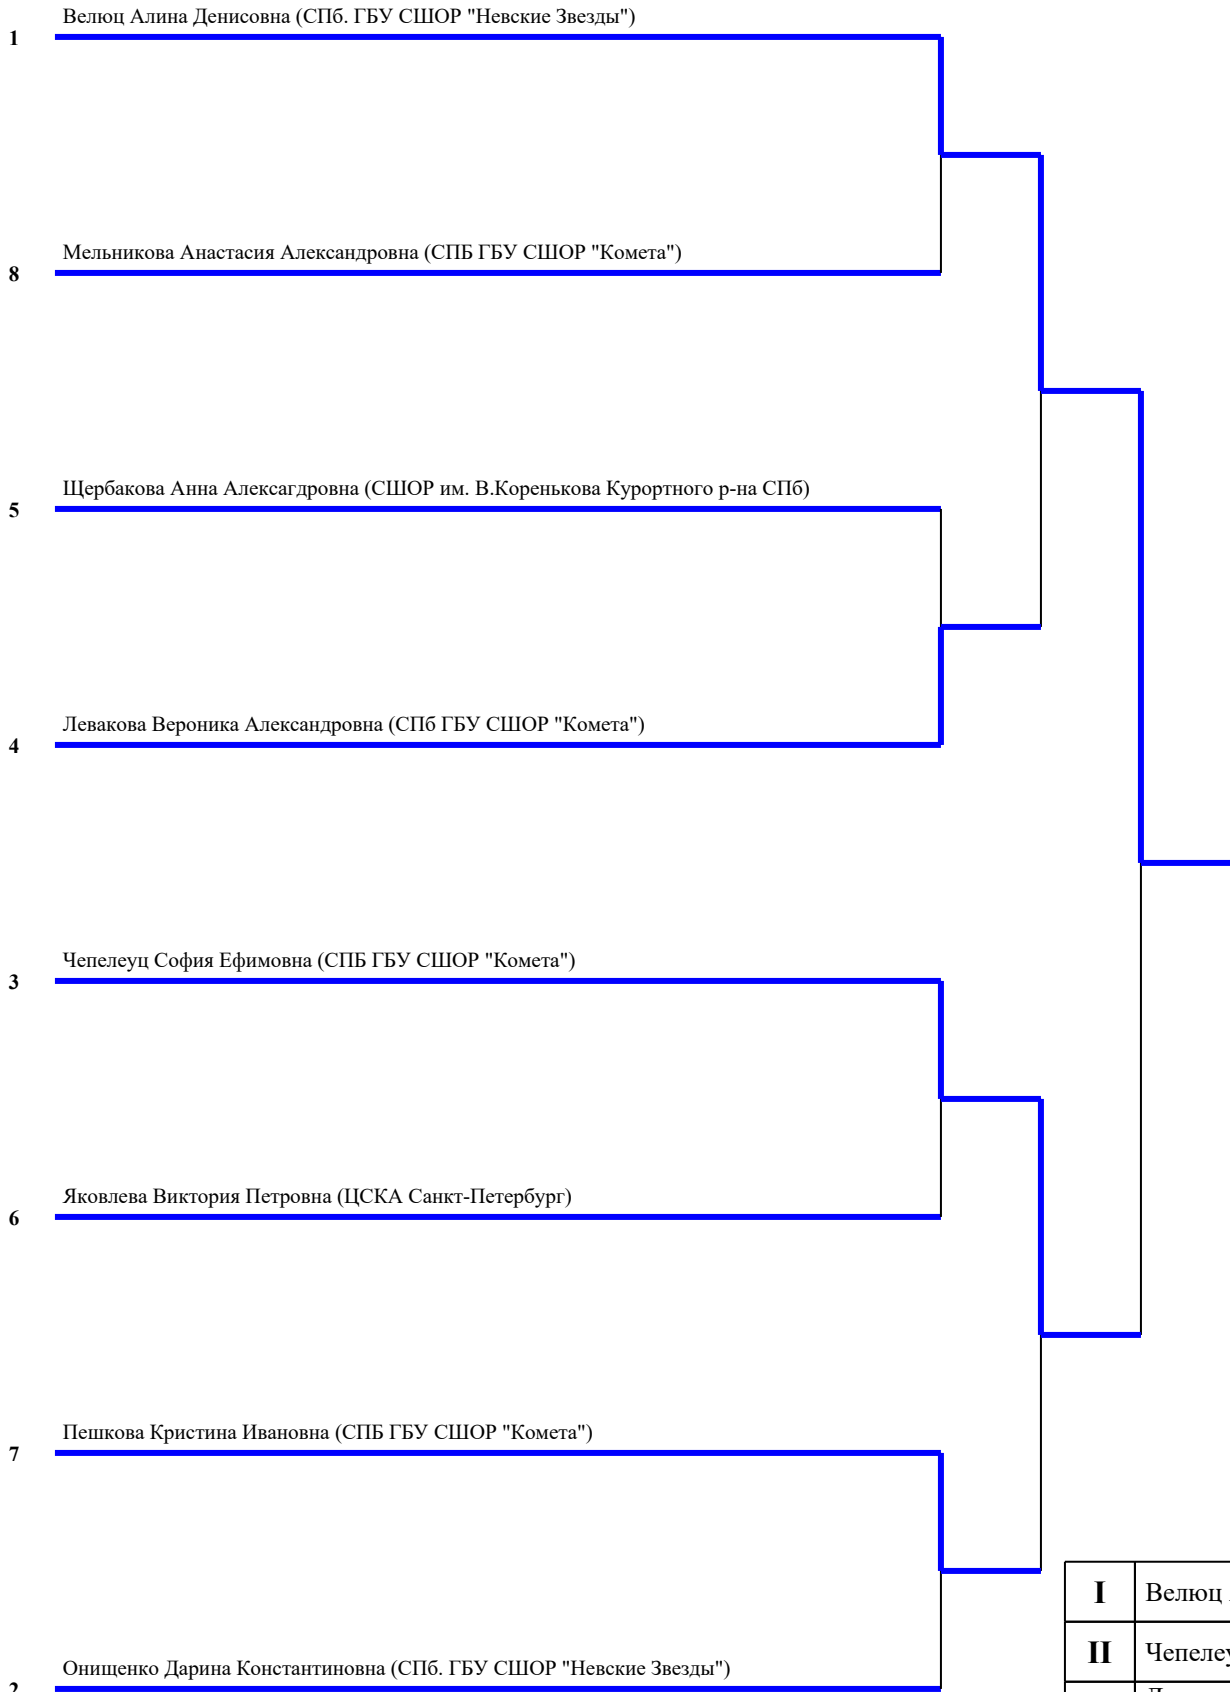 Велюц Алина Денисовна (СПб. ГБУ СШОР "Невские Звезды")
1
Мельникова Анастасия Александровна (СПБ ГБУ СШОР "Комета")
8
Щербакова Анна Алексагдровна (СШОР им. В.Коренькова Курортного р-на СПб)
5
Левакова Вероника Александровна (СПб ГБУ СШОР "Комета")
4
Чепелеуц София Ефимовна (СПБ ГБУ СШОР "Комета")
3
Яковлева Виктория Петровна (ЦСКА Санкт-Петербург)
6
Пешкова Кристина Ивановна (СПБ ГБУ СШОР "Комета")
7
I Велюц
II Чепелеу
Онищенко Дарина Константиновна (СПб. ГБУ СШОР "Невские Звезды")
2